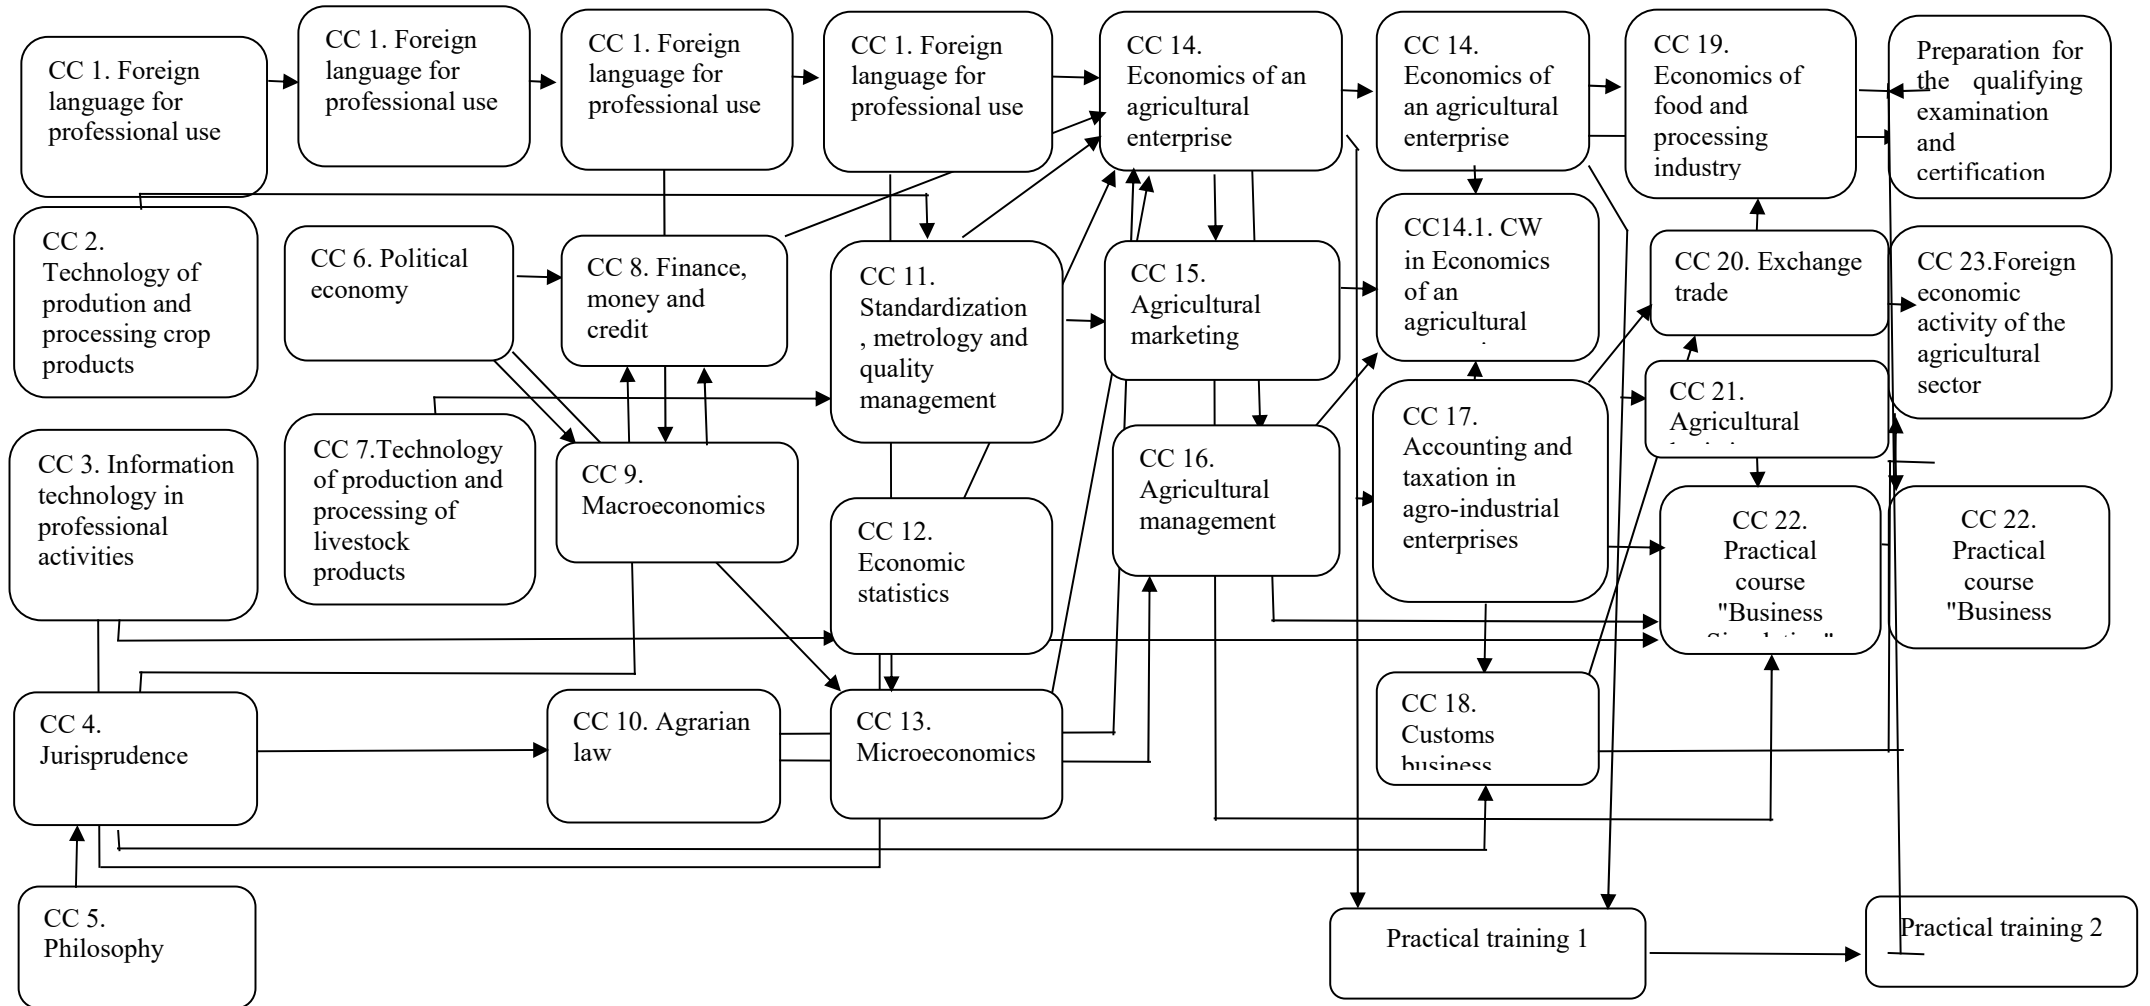 CC 1. Foreign
language for
professional use
CC 1. Foreign
language for
professional use
CC 1. Foreign
language for
professional use
CC 1. Foreign
language for
professional use
CC 14.
Economics of an
agricultural
enterprise
CC 14.
Economics of
an agricultural
enterprise
CC 19.
Economics of
food and
processing
industry
Preparation for
the qualifying
examination
and
certification
CC 2.
Technology of
prodution and
processing crop
products
CC 6. Political
economy
CC 8. Finance,
money and
credit
CC 11.
Standardization
, metrology and
quality
management
CC 15.
Agricultural
marketing
CC14.1. CW
in Economics
of an
agricultural
CC 20. Exchange
trade
CC 23.Foreign
economic
activity of the
agricultural
sector
CC 3. Information
technology in
professional
activities
CC 7.Technology
of production and
processing of
livestock
products
CC 9.
Macroeconomics
CC 12.
Economic
statistics
CC 16.
Agricultural
management
CC 17.
Accounting and
taxation in
agro-industrial
enterprises
CC 21.
Agricultural
CC 22.
Practical
course
"Business
Simulation"
CC 22.
Practical
course
"Business
CC 4.
Jurisprudence
CC 10. Agrarian
law
CC 13.
Microeconomics
CC 18.
Customs
business
CC 5.
Philosophy
Practical training 1
Practical training 2